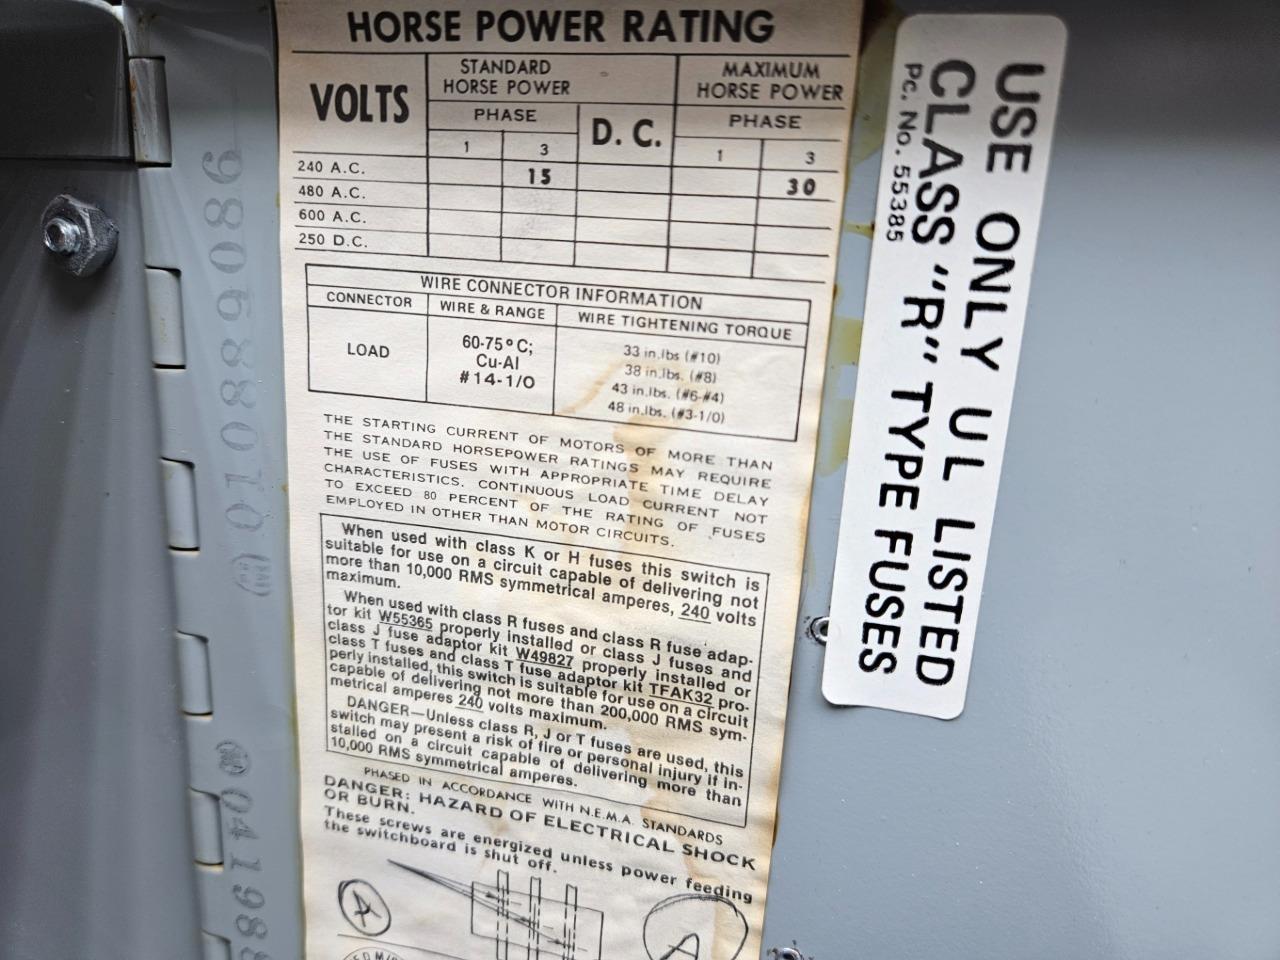 HORSE POWER RATING
VOLTS
STANDARD
HORSE POWER
MAXIMUM
HORSE POWER
PHASE
D. C.
PHASE
1 3 1 3
240 A.C. 15 30
480 A.C.
600 A.C.
250 D.C.
WIRE CONNECTOR INFORMATION
CONNECTOR WIRE & RANGE WIRE TIGHTENING TORQUE
LOAD
60-75°C;
Cu-Al
#14-1/0
33 in.lbs (#10)
38 in.lbs. (#8)
43 in.lbs. (#6-#4)
48 in.lbs. (#3-1/0)
THE STARTING CURRENT OF MOTORS OF MORE THAN
THE STANDARD HORSEPOWER RATINGS MAY REQUIRE
THE USE OF FUSES WITH APPROPRIATE TIME DELAY
CHARACTERISTICS. CONTINUOUS LOAD CURRENT NOT
TO EXCEED 80 PERCENT OF THE RATING OF FUSES
EMPLOYED IN OTHER THAN MOTOR CIRCUITS.
When used with class K or H fuses this switch is
suitable for use on a circuit capable of delivering not
more than 10,000 RMS symmetrical amperes, 240 volts
maximum.
When used with class R fuses and class R fuse adap-
tor kit W55365 properly installed or class J fuses and
class J fuse adaptor kit W49827 properly installed or
class T fuses and class T fuse adaptor kit TFAK32 pro-
perly installed, this switch is suitable for use on a circuit
capable of delivering not more than 200,000 RMS sym-
metrical amperes 240 volts maximum.
DANGER—Unless class R, J or T fuses are used, this
switch may present a risk of fire or personal injury if in-
stalled on a circuit capable of delivering more than
10,000 RMS symmetrical amperes.
PHASED IN ACCORDANCE WITH N.E.M.A. STANDARDS
DANGER: HAZARD OF ELECTRICAL SHOCK
OR BURN.
These screws are energized unless power feeding
the switchboard is shut off.
A
A
USE ONLY UL LISTED
CLASS "R" TYPE FUSES
PC. No. 55385
01088908 6